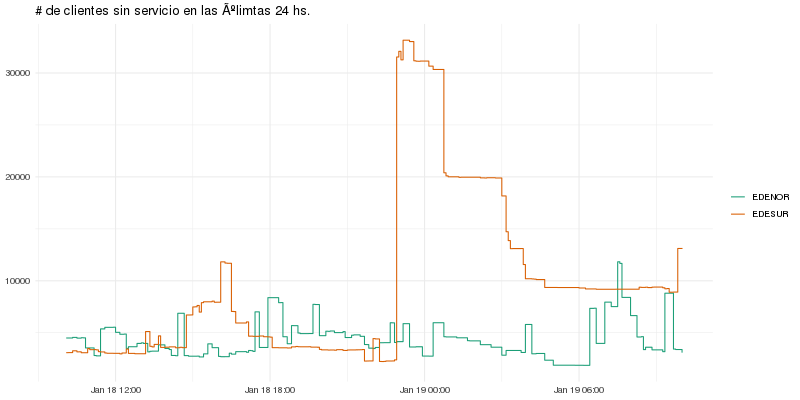 # de clientes sin servicio en las Ãºlimtas 24 hs.
30000
20000
10000
Jan 18 12:00
Jan 18 18:00
Jan 19 00:00
Jan 19 06:00
EDENOR
EDESUR